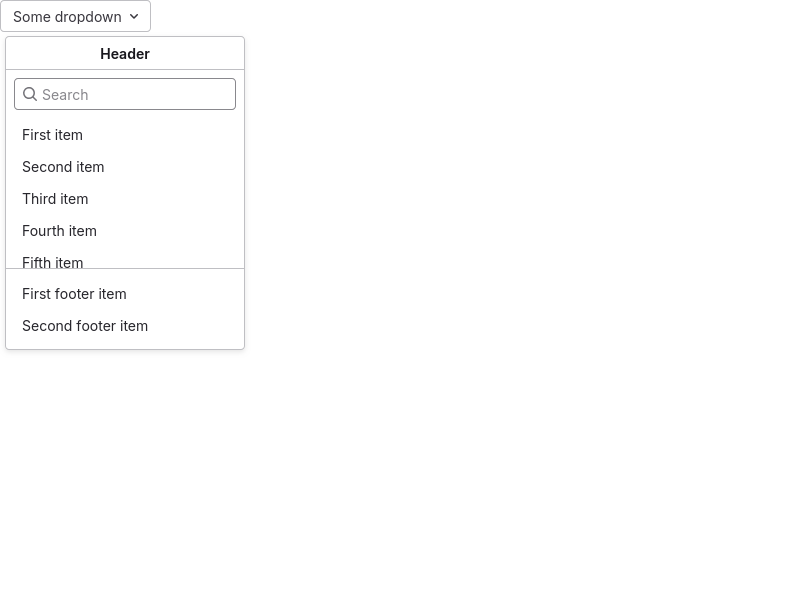 Some dropdown
Header
Search
First item
Second item
Third item
Fourth item
Fifth item
First footer item
Second footer item